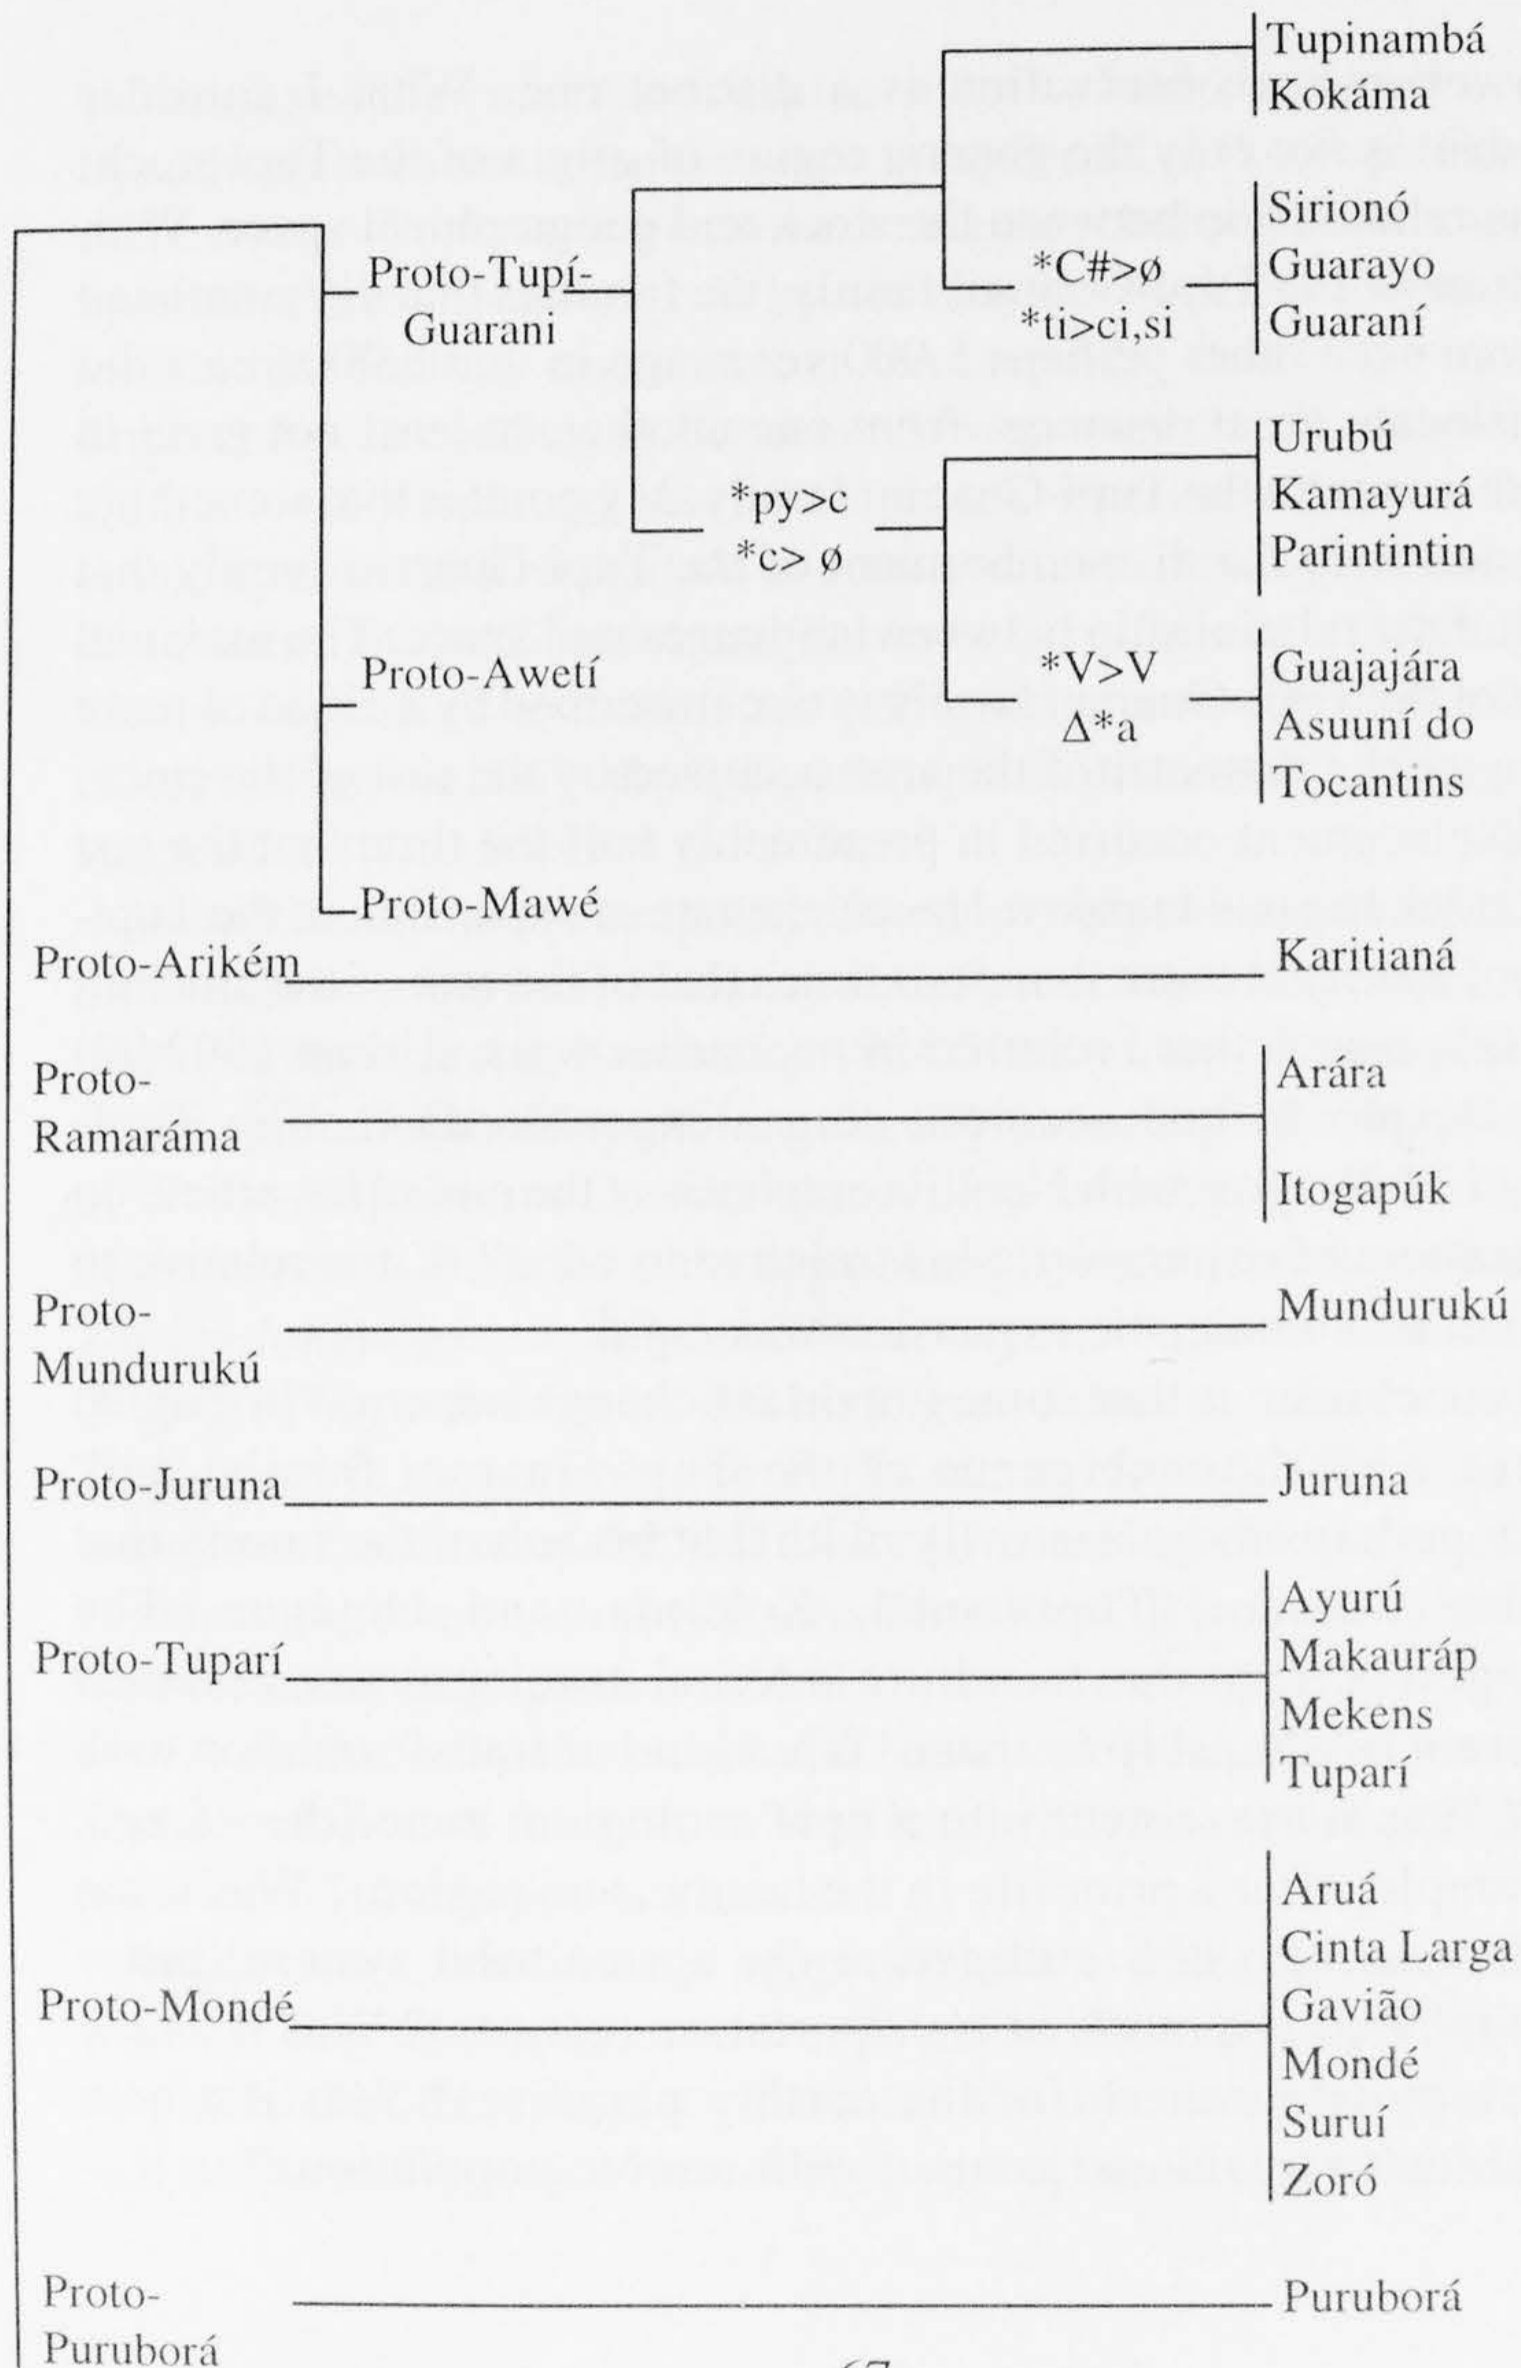 Tupinambá
Kokáma
Sirionó
Guarayo
Guaraní
*C#>ø
*ti>ci,si
Proto-Tupí-
Guarani
Urubú
Kamayurá
Parintintin
*py>c
*c> ø
Proto-Awetí
*V>V
Δ*a
Guajajára
Asuuní do
Tocantins
Proto-Mawé
Proto-Arikém
Karitianá
Proto-
Ramaráma
Arára
Itogapúk
Proto-
Mundurukú
Mundurukú
Proto-Juruna
Juruna
Proto-Tuparí
Ayurú
Makauráp
Mekens
Tuparí
Proto-Mondé
Aruá
Cinta Larga
Gavião
Mondé
Suruí
Zoró
Proto-
Puruborá
Puruborá